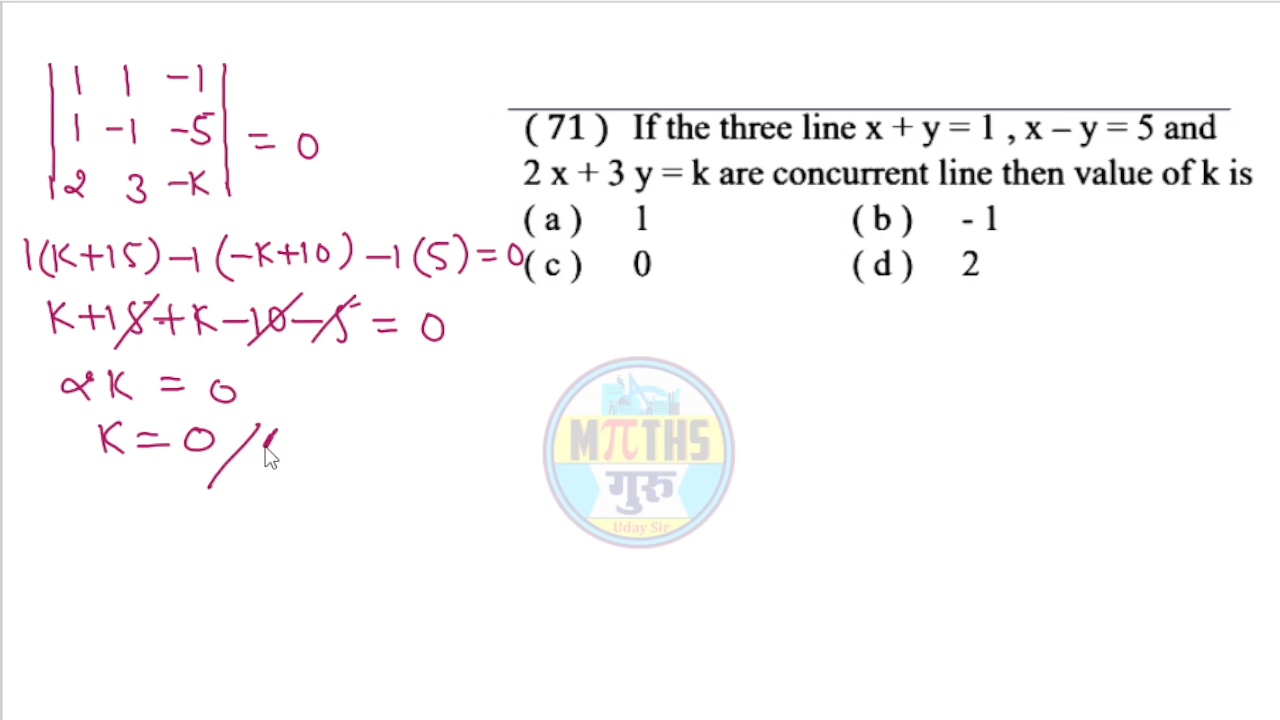 | 1 1 -1 |
| 1 -1 -5 | = 0
| 2 3 -K |
1(K+15) -1(-K+10) -1(5) = 0
K+15+K-10-5 = 0
2K = 0
K = 0 //
( 71 ) If the three line x + y = 1 , x – y = 5 and
2 x + 3 y = k are concurrent line then value of k is
( a ) 1 ( b ) - 1
( c ) 0 ( d ) 2
MπTHS
गुरु
Uday Sir